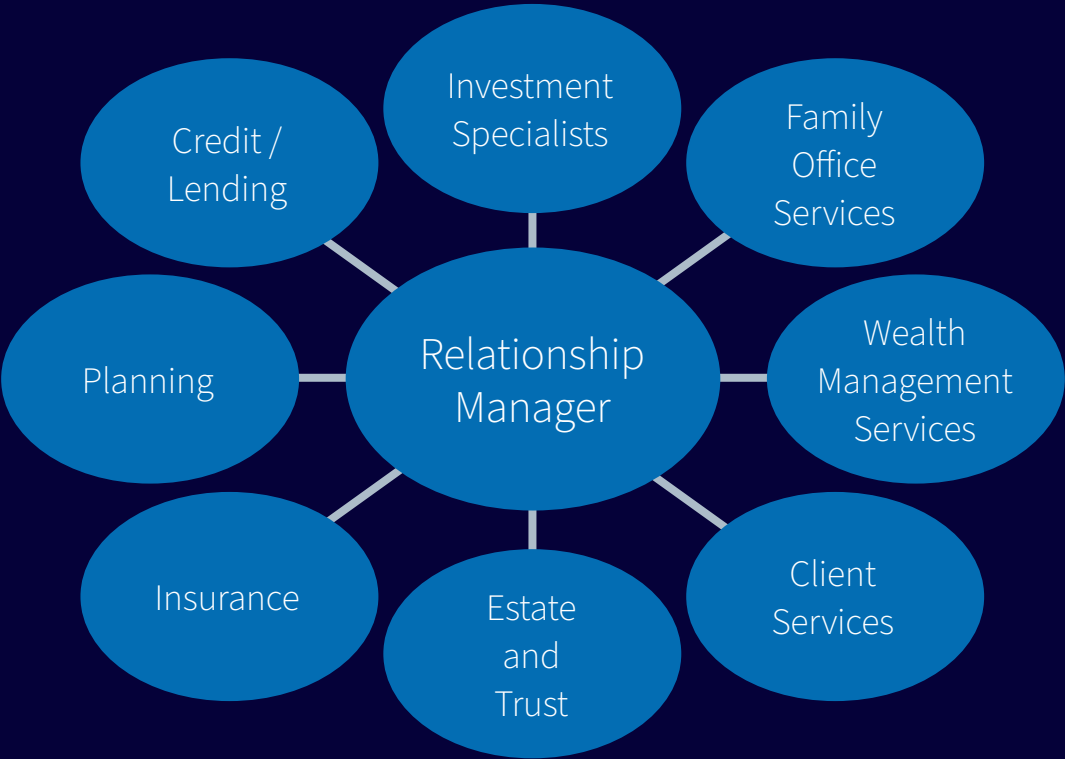 Investment
Specialists
Family
Office
Services
Credit /
Lending
Wealth
Management
Services
Relationship
Manager
Planning
Client
Services
Insurance
Estate
and
Trust